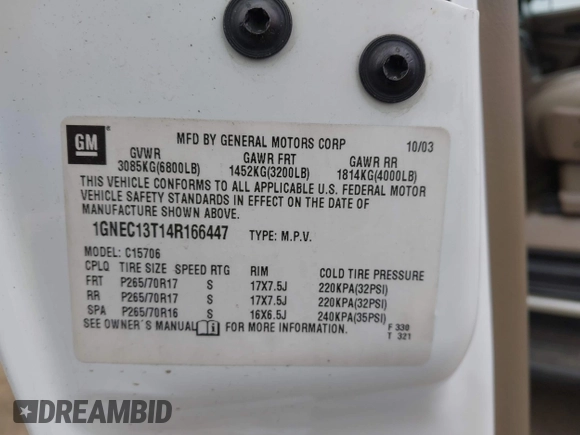 GM
MFD BY GENERAL MOTORS CORP 10/03
GVWR GAWR FRT GAWR RR
3085KG(6800LB) 1452KG(3200LB) 1814KG(4000LB)
THIS VEHICLE CONFORMS TO ALL APPLICABLE U.S. FEDERAL MOTOR
VEHICLE SAFETY STANDARDS IN EFFECT ON THE DATE OF
MANUFACTURE SHOWN ABOVE.
1GNEC13T14R166447 TYPE: M.P.V.
MODEL: C15706
CPLQ TIRE SIZE SPEED RTG RIM COLD TIRE PRESSURE
FRT P265/70R17 S 17X7.5J 220KPA(32PSI)
RR P265/70R17 S 17X7.5J 220KPA(32PSI)
SPA P265/70R16 S 16X6.5J 240KPA(35PSI)
SEE OWNER'S MANUAL FOR MORE INFORMATION.
F 330
T 321
DREAMBID